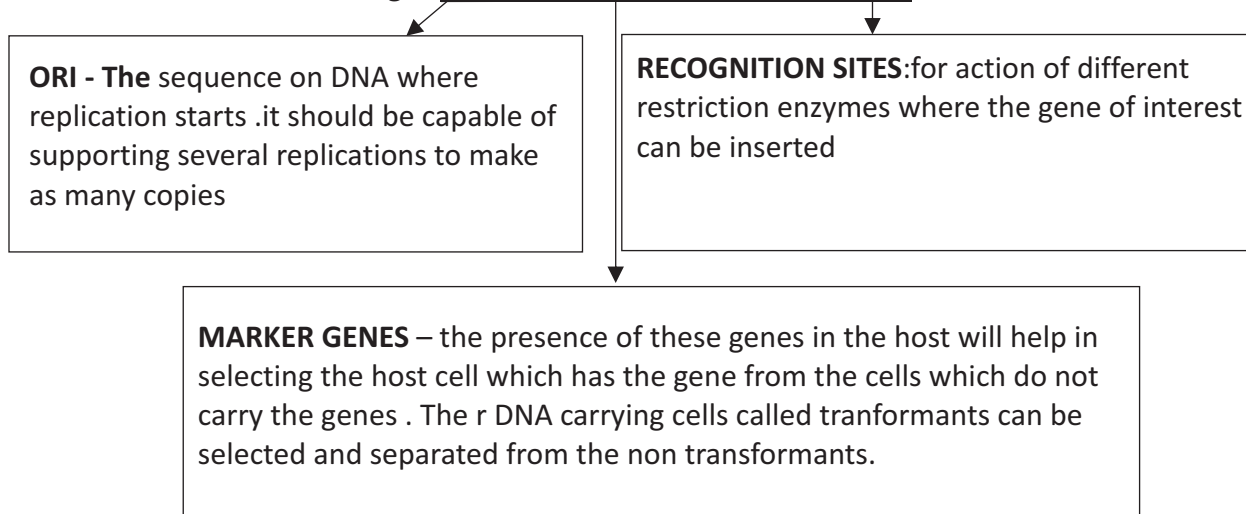 ORI - The sequence on DNA where
replication starts .it should be capable of
supporting several replications to make
as many copies
RECOGNITION SITES:for action of different
restriction enzymes where the gene of interest
can be inserted
MARKER GENES – the presence of these genes in the host will help in
selecting the host cell which has the gene from the cells which do not
carry the genes . The r DNA carrying cells called tranformants can be
selected and separated from the non transformants.